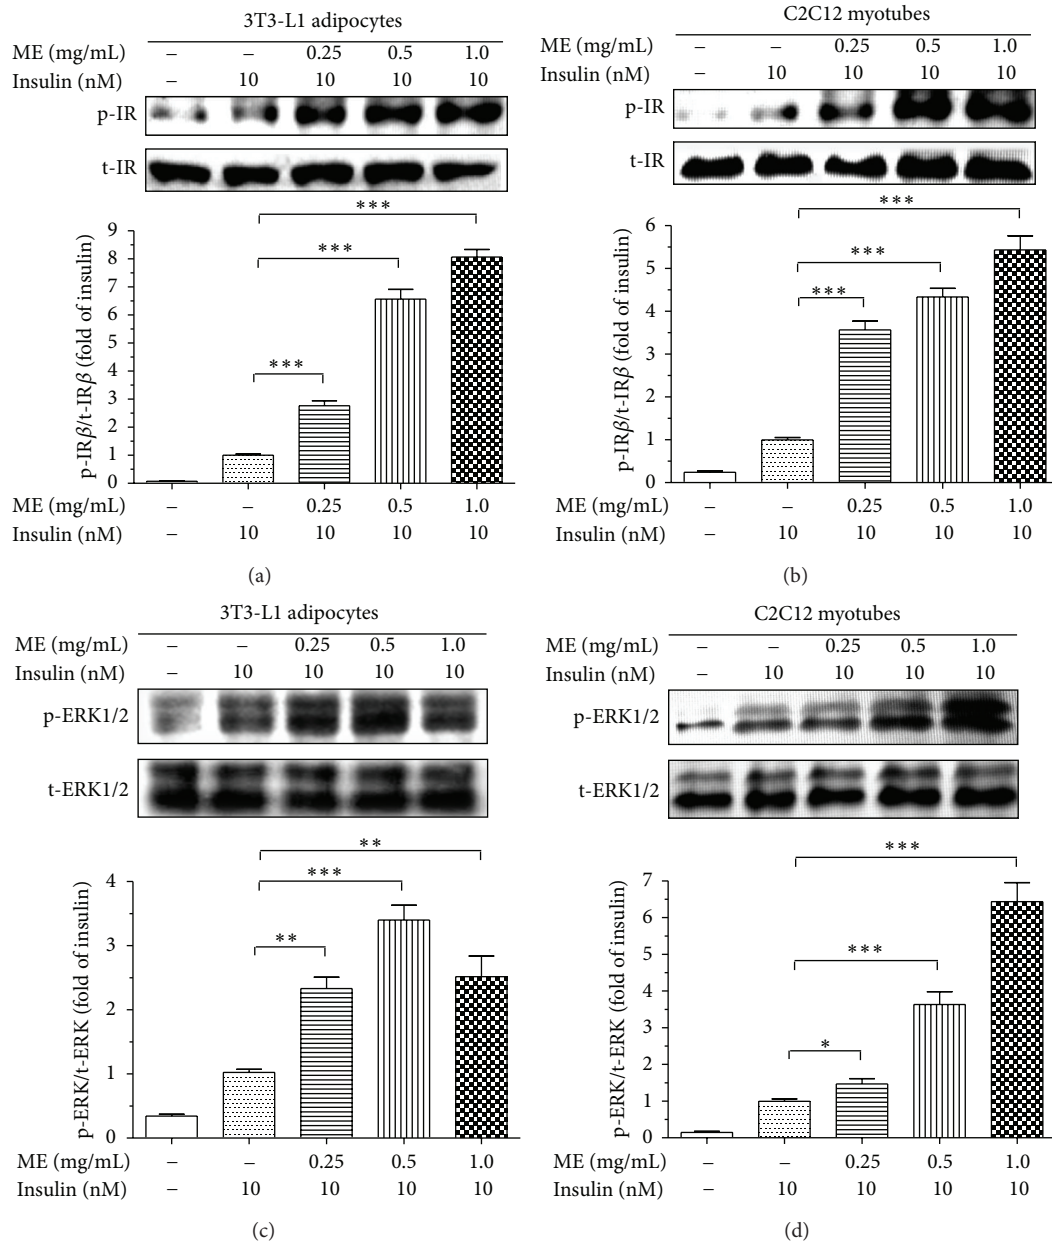 3T3-L1 adipocytes
ME (mg/mL) – – 0.25 0.5 1.0
Insulin (nM) – 10 10 10 10
p-IR
t-IR
***
***
***
p-IRβ/t-IRβ (fold of insulin)
9
8
7
6
5
4
3
2
1
0
ME (mg/mL) – – 0.25 0.5 1.0
Insulin (nM) – 10 10 10 10
(a)
C2C12 myotubes
ME (mg/mL) – – 0.25 0.5 1.0
Insulin (nM) – 10 10 10 10
p-IR
t-IR
***
***
***
p-IRβ/t-IRβ (fold of insulin)
6
5
4
3
2
1
0
ME (mg/mL) – – 0.25 0.5 1.0
Insulin (nM) – 10 10 10 10
(b)
3T3-L1 adipocytes
ME (mg/mL) – – 0.25 0.5 1.0
Insulin (nM) – 10 10 10 10
p-ERK1/2
t-ERK1/2
**
***
**
p-ERK/t-ERK (fold of insulin)
4
3
2
1
0
ME (mg/mL) – – 0.25 0.5 1.0
Insulin (nM) – 10 10 10 10
(c)
C2C12 myotubes
ME (mg/mL) – – 0.25 0.5 1.0
Insulin (nM) – 10 10 10 10
p-ERK1/2
t-ERK1/2
***
***
*
p-ERK/t-ERK (fold of insulin)
7
6
5
4
3
2
1
0
ME (mg/mL) – – 0.25 0.5 1.0
Insulin (nM) – 10 10 10 10
(d)